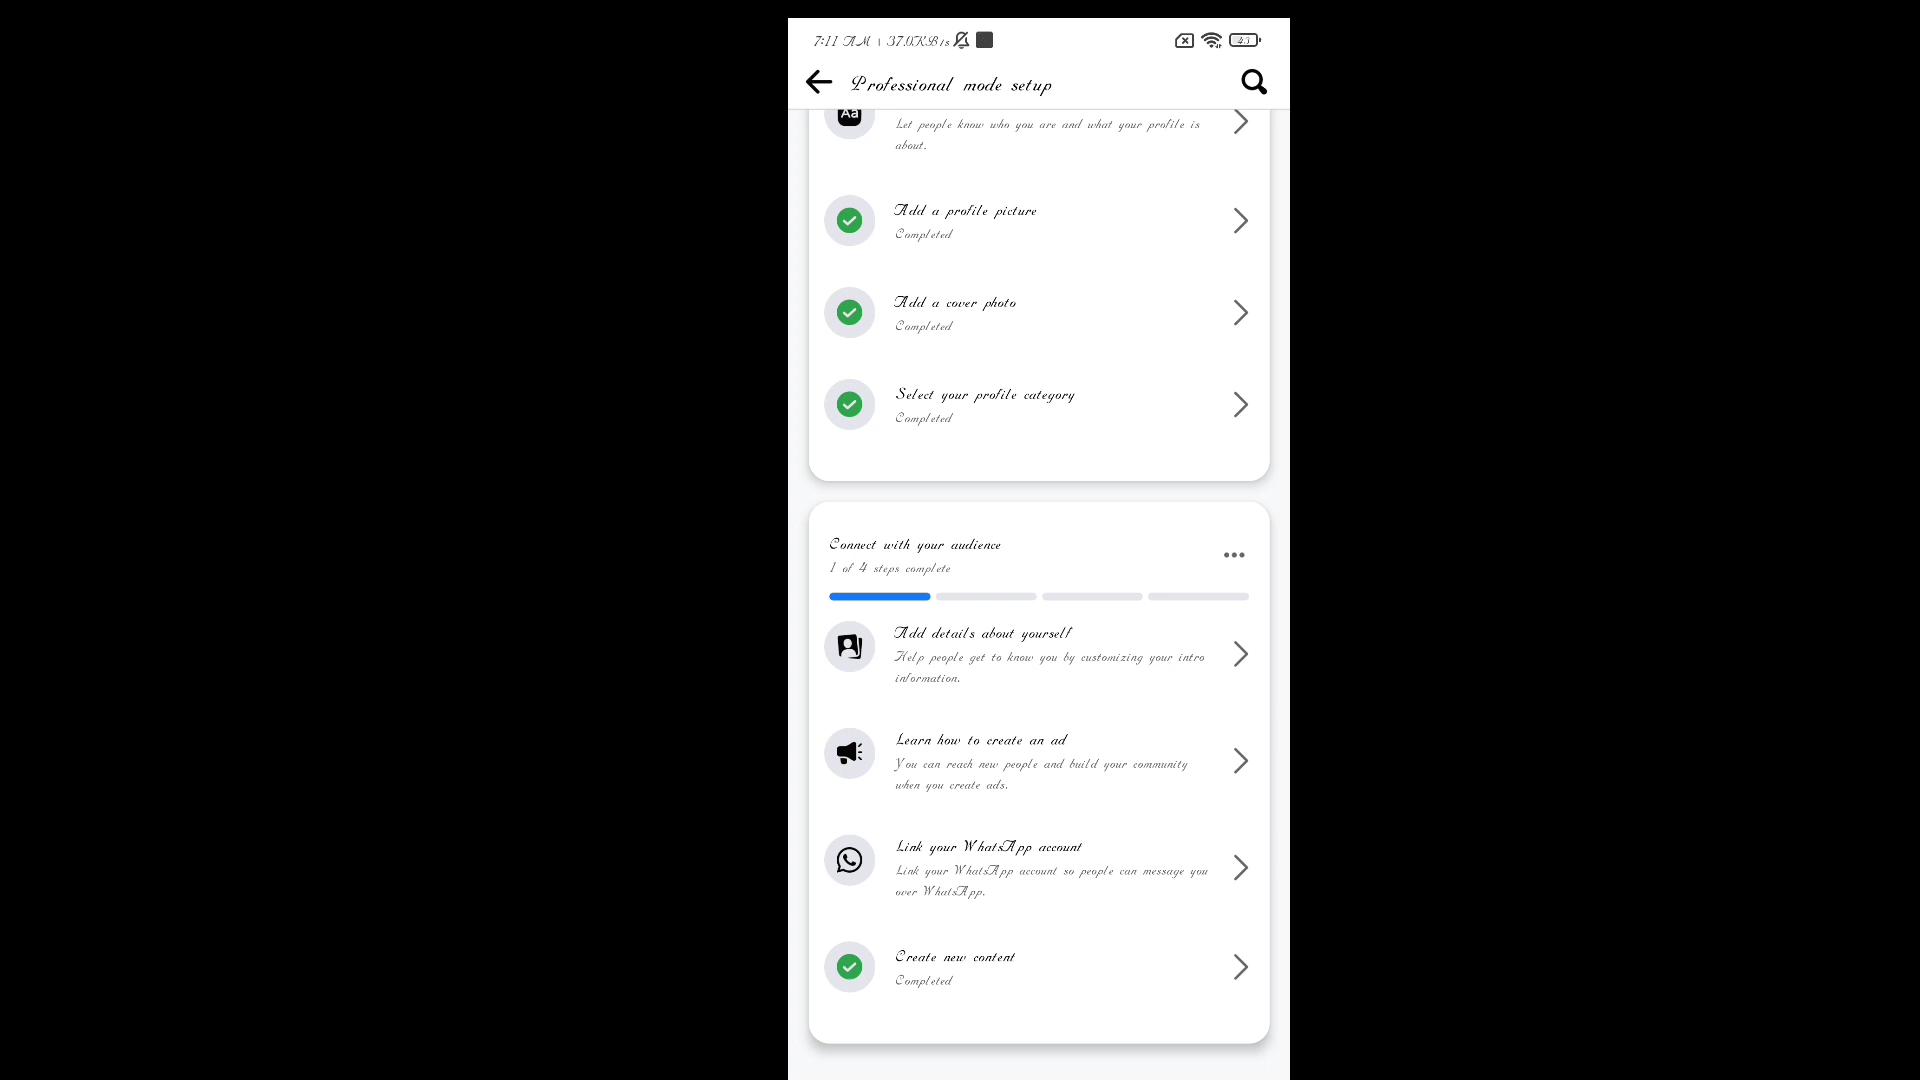 7:11 AM | 37.0KB/s
43
Professional mode setup
Aa
Let people know who you are and what your profile is
about.
Add a profile picture
Completed
Add a cover photo
Completed
Select your profile category
Completed
Connect with your audience
1 of 4 steps complete
Add details about yourself
Help people get to know you by customizing your intro
information.
Learn how to create an ad
You can reach new people and build your community
when you create ads.
Link your WhatsApp account
Link your WhatsApp account so people can message you
over WhatsApp.
Create new content
Completed